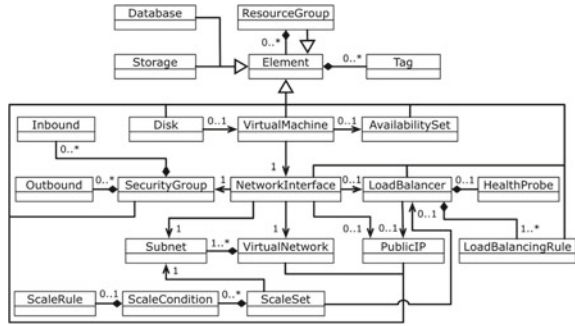 Database
ResourceGroup
0..*
Storage
Element
0..*
Tag
Inbound
Disk
0..1
VirtualMachine
0..1
AvailabilitySet
0..*
1
Outbound
0..*
SecurityGroup
1
NetworkInterface
0..1
LoadBalancer
0..1
HealthProbe
1
1
0..1
0..1
0..1
1..*
Subnet
1..*
VirtualNetwork
PublicIP
LoadBalancingRule
1
ScaleRule
0..1
ScaleCondition
0..*
ScaleSet